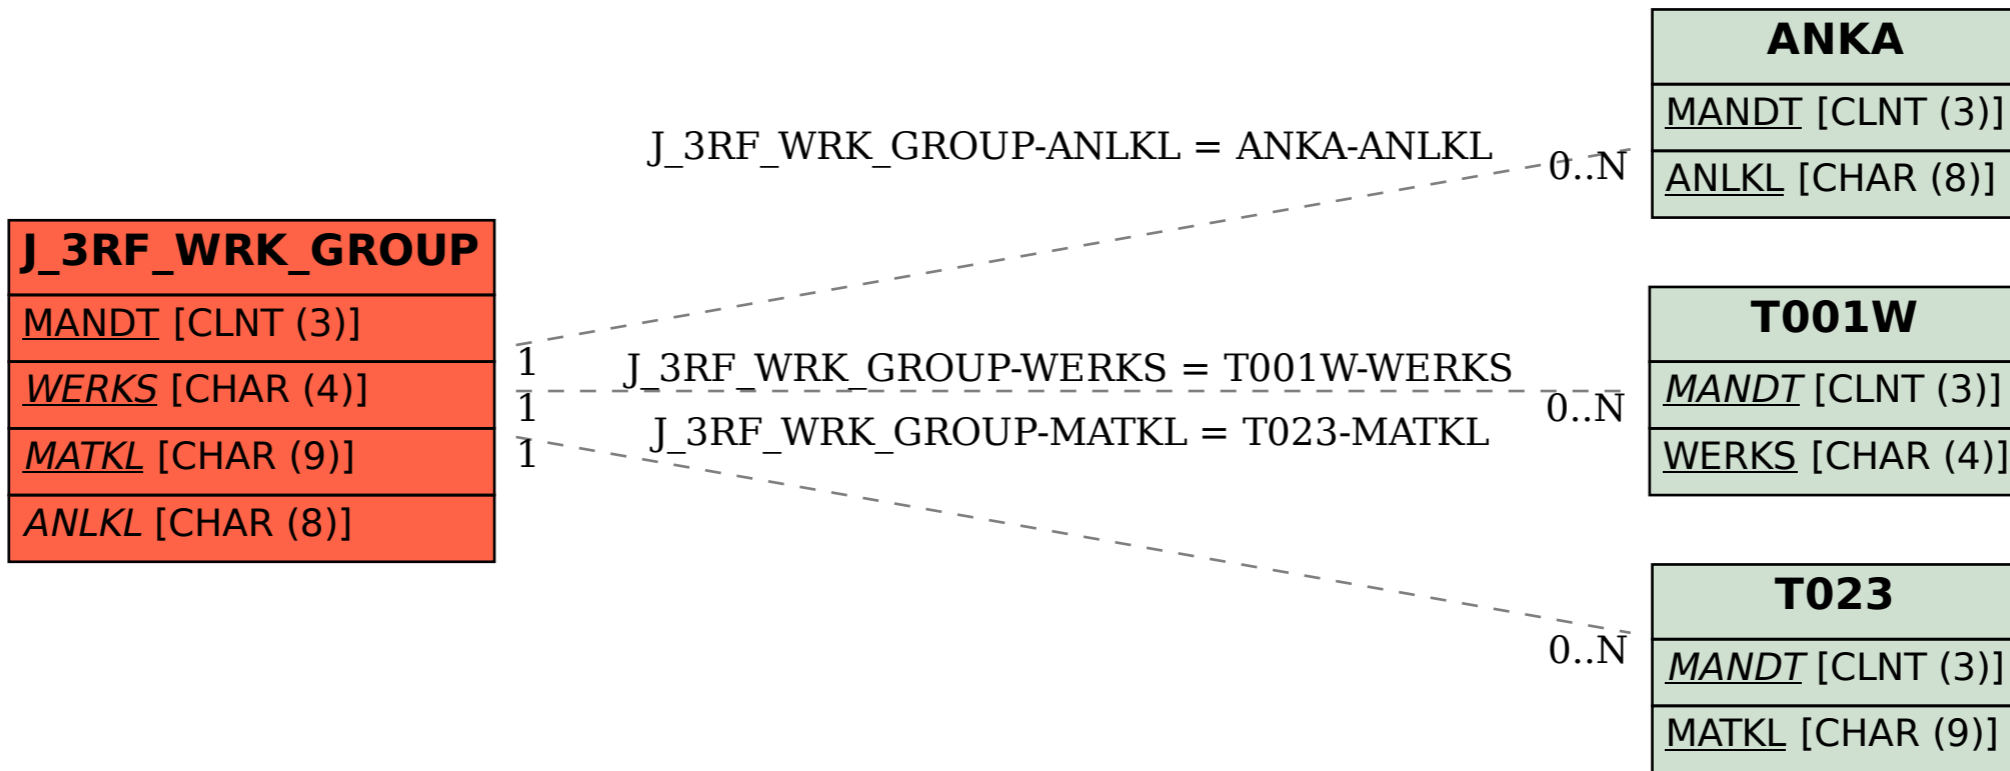 J_3RF_WRK_GROUP
MANDT [CLNT (3)]
WERKS [CHAR (4)]
MATKL [CHAR (9)]
ANLKL [CHAR (8)]
J_3RF_WRK_GROUP-ANLKL = ANKA-ANLKL
1
0..N
J_3RF_WRK_GROUP-WERKS = T001W-WERKS
1
0..N
J_3RF_WRK_GROUP-MATKL = T023-MATKL
1
0..N
ANKA
MANDT [CLNT (3)]
ANLKL [CHAR (8)]
T001W
MANDT [CLNT (3)]
WERKS [CHAR (4)]
T023
MANDT [CLNT (3)]
MATKL [CHAR (9)]